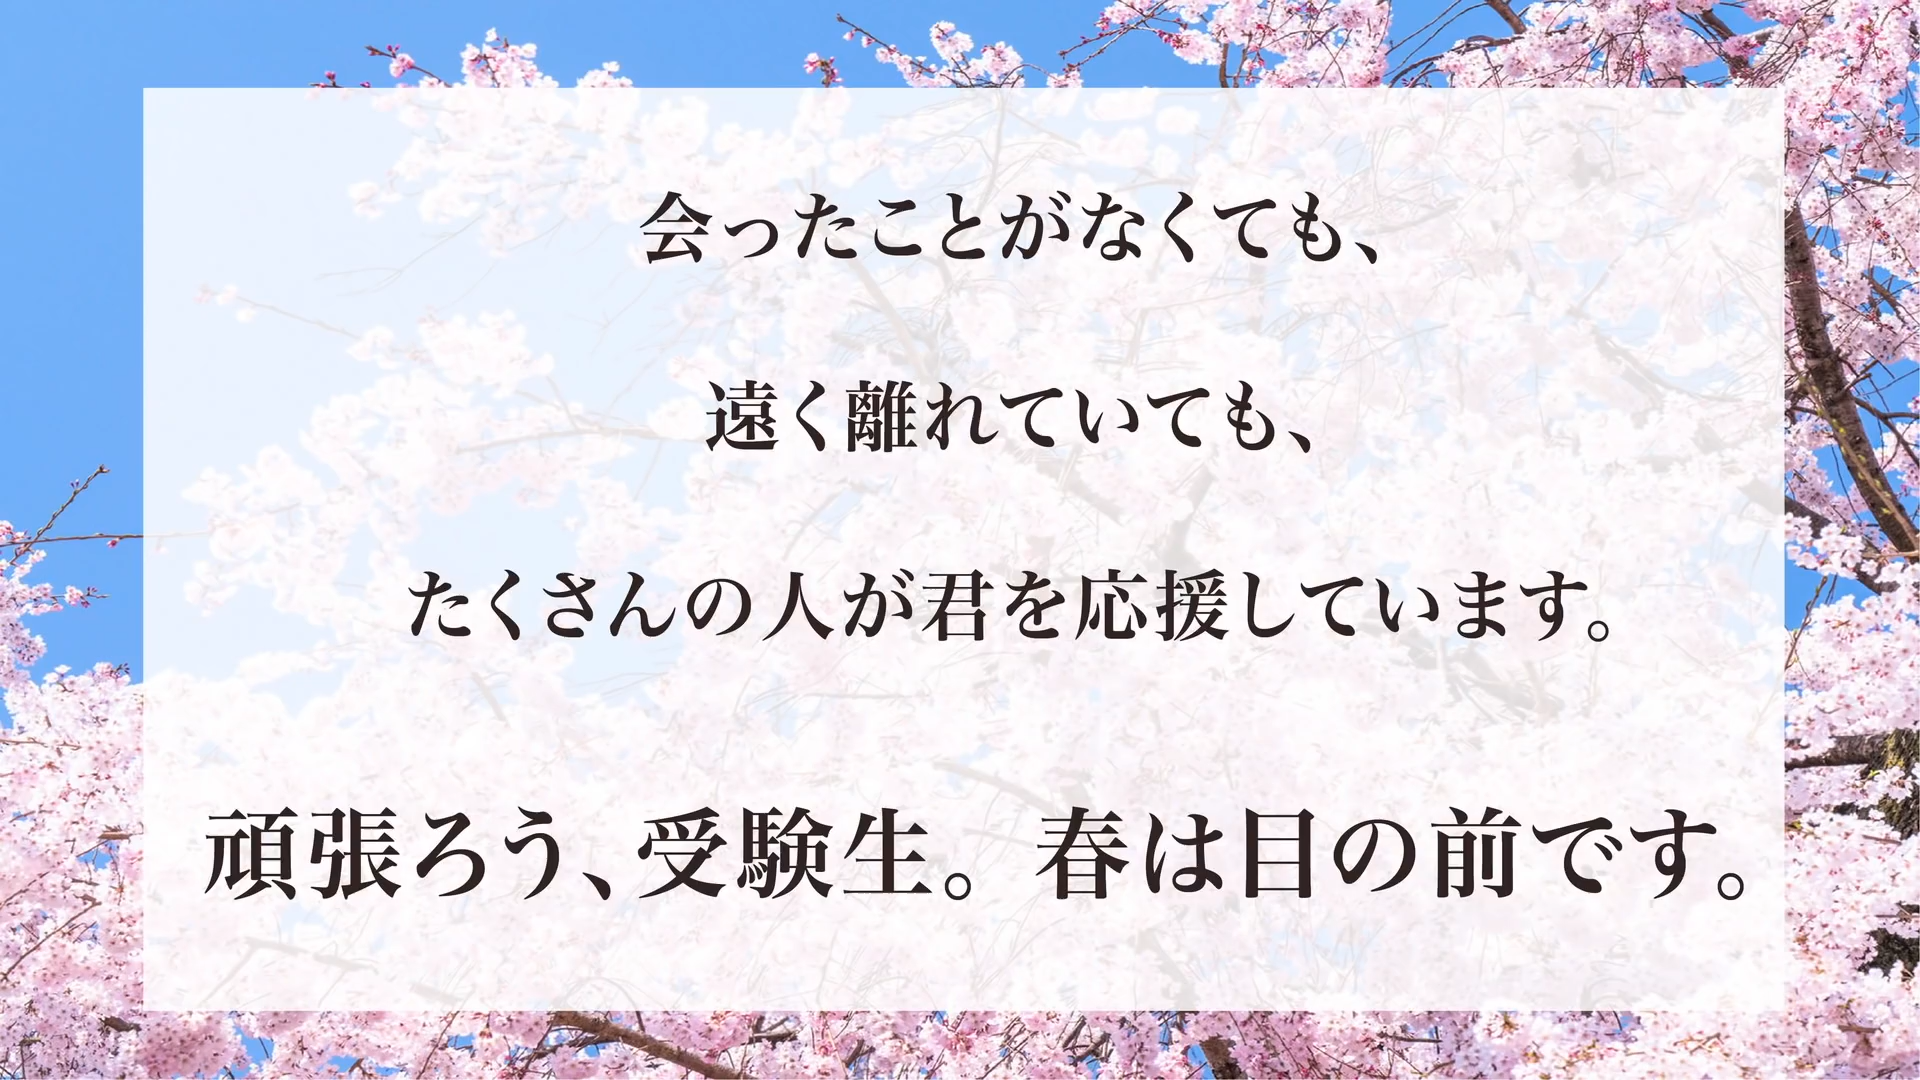 会ったことがなくても、
遠く離れていても、
たくさんの人が君を応援しています。
頑張ろう、受験生。春は目の前です。